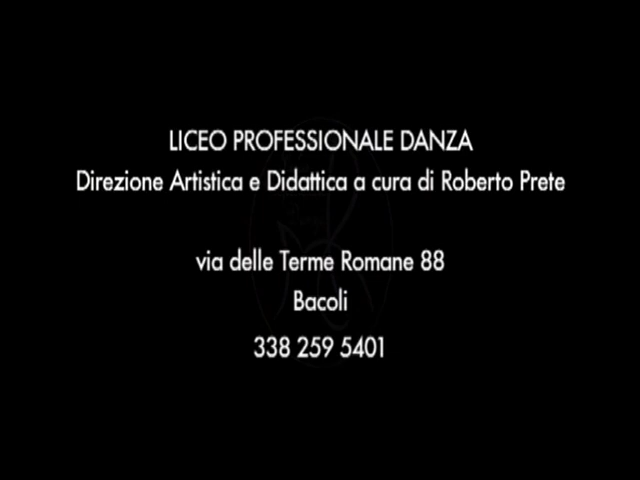 LICEO PROFESSIONALE DANZA
Direzione Artistica e Didattica a cura di Roberto Prete
via delle Terme Romane 88
Bacoli
338 259 5401